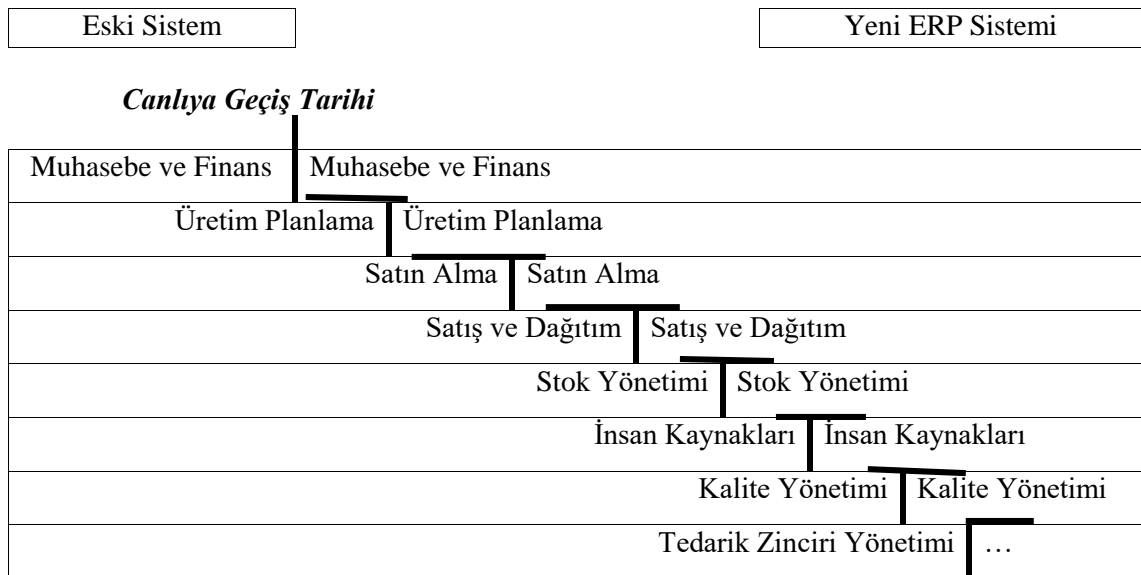 Eski Sistem Yeni ERP Sistemi
Canlıya Geçiş Tarihi
Muhasebe ve Finans Muhasebe ve Finans
Üretim Planlama Üretim Planlama
Satın Alma Satın Alma
Satış ve Dağıtım Satış ve Dağıtım
Stok Yönetimi Stok Yönetimi
İnsan Kaynakları İnsan Kaynakları
Kalite Yönetimi Kalite Yönetimi
Tedarik Zinciri Yönetimi …